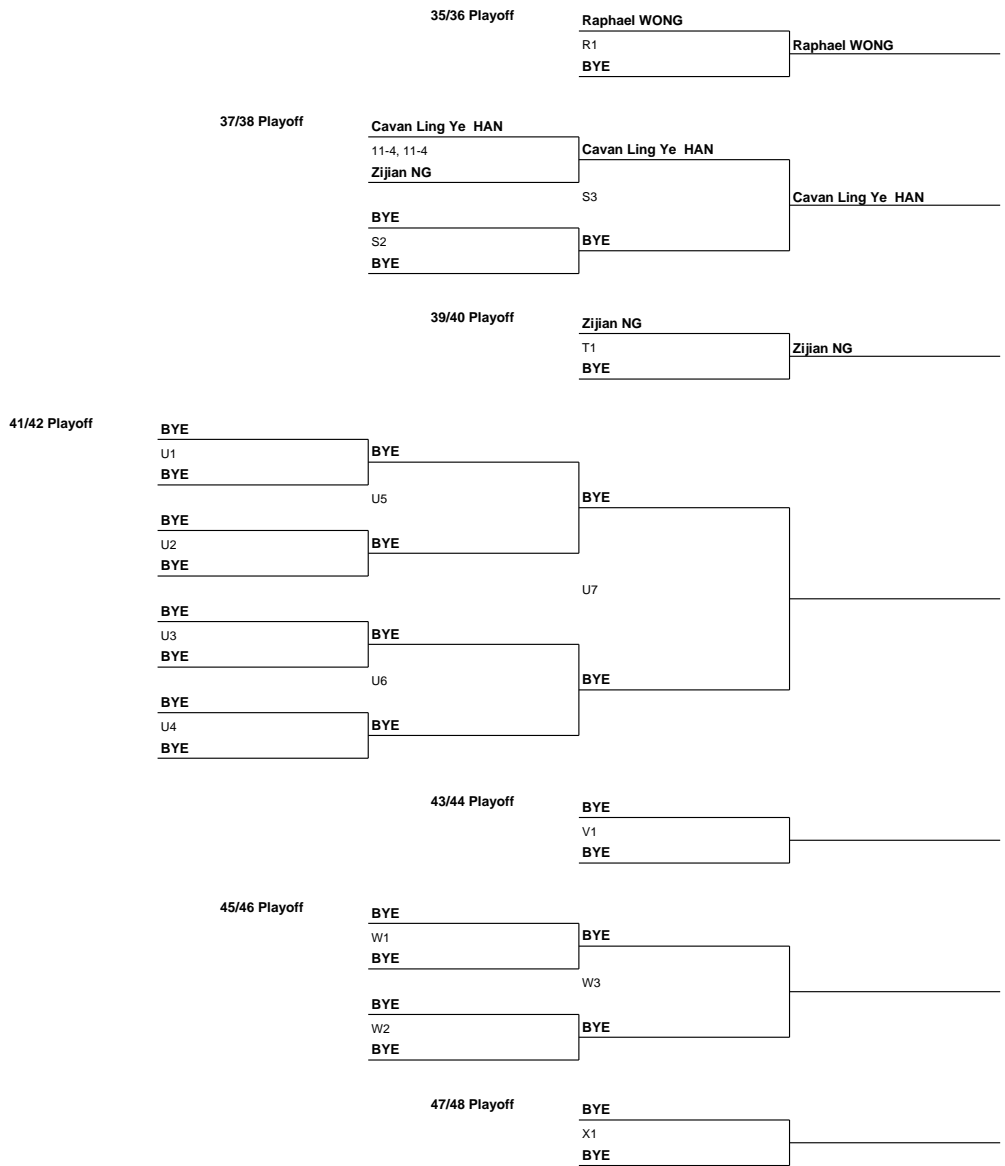 35/36 Playoff
Raphael WONG
R1
Raphael WONG
BYE
37/38 Playoff
Cavan Ling Ye HAN
11-4, 11-4
Cavan Ling Ye HAN
Zijian NG
S3
Cavan Ling Ye HAN
BYE
S2
BYE
BYE
39/40 Playoff
Zijian NG
T1
Zijian NG
BYE
41/42 Playoff
BYE
U1
BYE
BYE
U5
BYE
BYE
U2
BYE
BYE
U7
BYE
U3
BYE
BYE
U6
BYE
BYE
U4
BYE
BYE
43/44 Playoff
BYE
V1
BYE
45/46 Playoff
BYE
W1
BYE
BYE
W3
BYE
W2
BYE
BYE
47/48 Playoff
BYE
X1
BYE